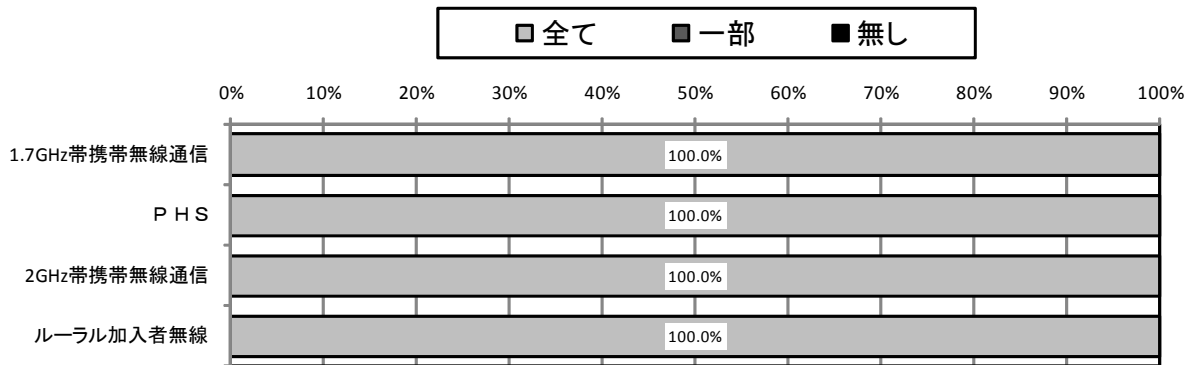 全て 一部 無し
0% 10% 20% 30% 40% 50% 60% 70% 80% 90% 100%
1.7GHz帯携帯無線通信 100.0%
ＰＨＳ 100.0%
2GHz帯携帯無線通信 100.0%
ルーラル加入者無線 100.0%